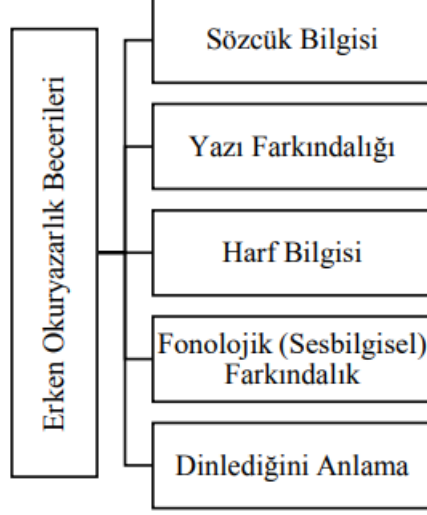 Erken Okuryazarlık Becerileri
Sözcük Bilgisi
Yazı Farkındalığı
Harf Bilgisi
Fonolojik (Sesbilgisel)
Farkındalık
Dinlediğini Anlama